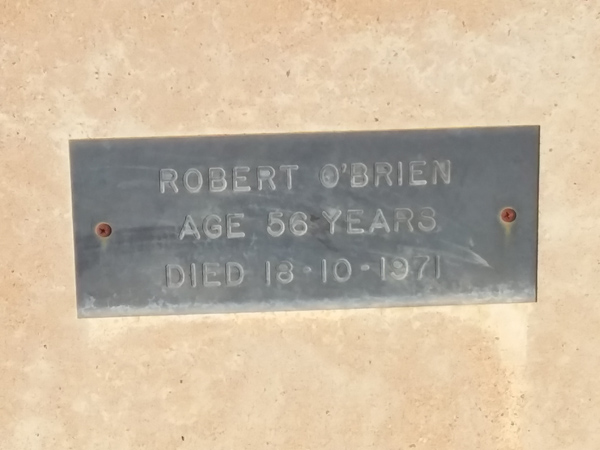 ROBERT O'BRIEN
AGE 56 YEARS
DIED 18-10-1971